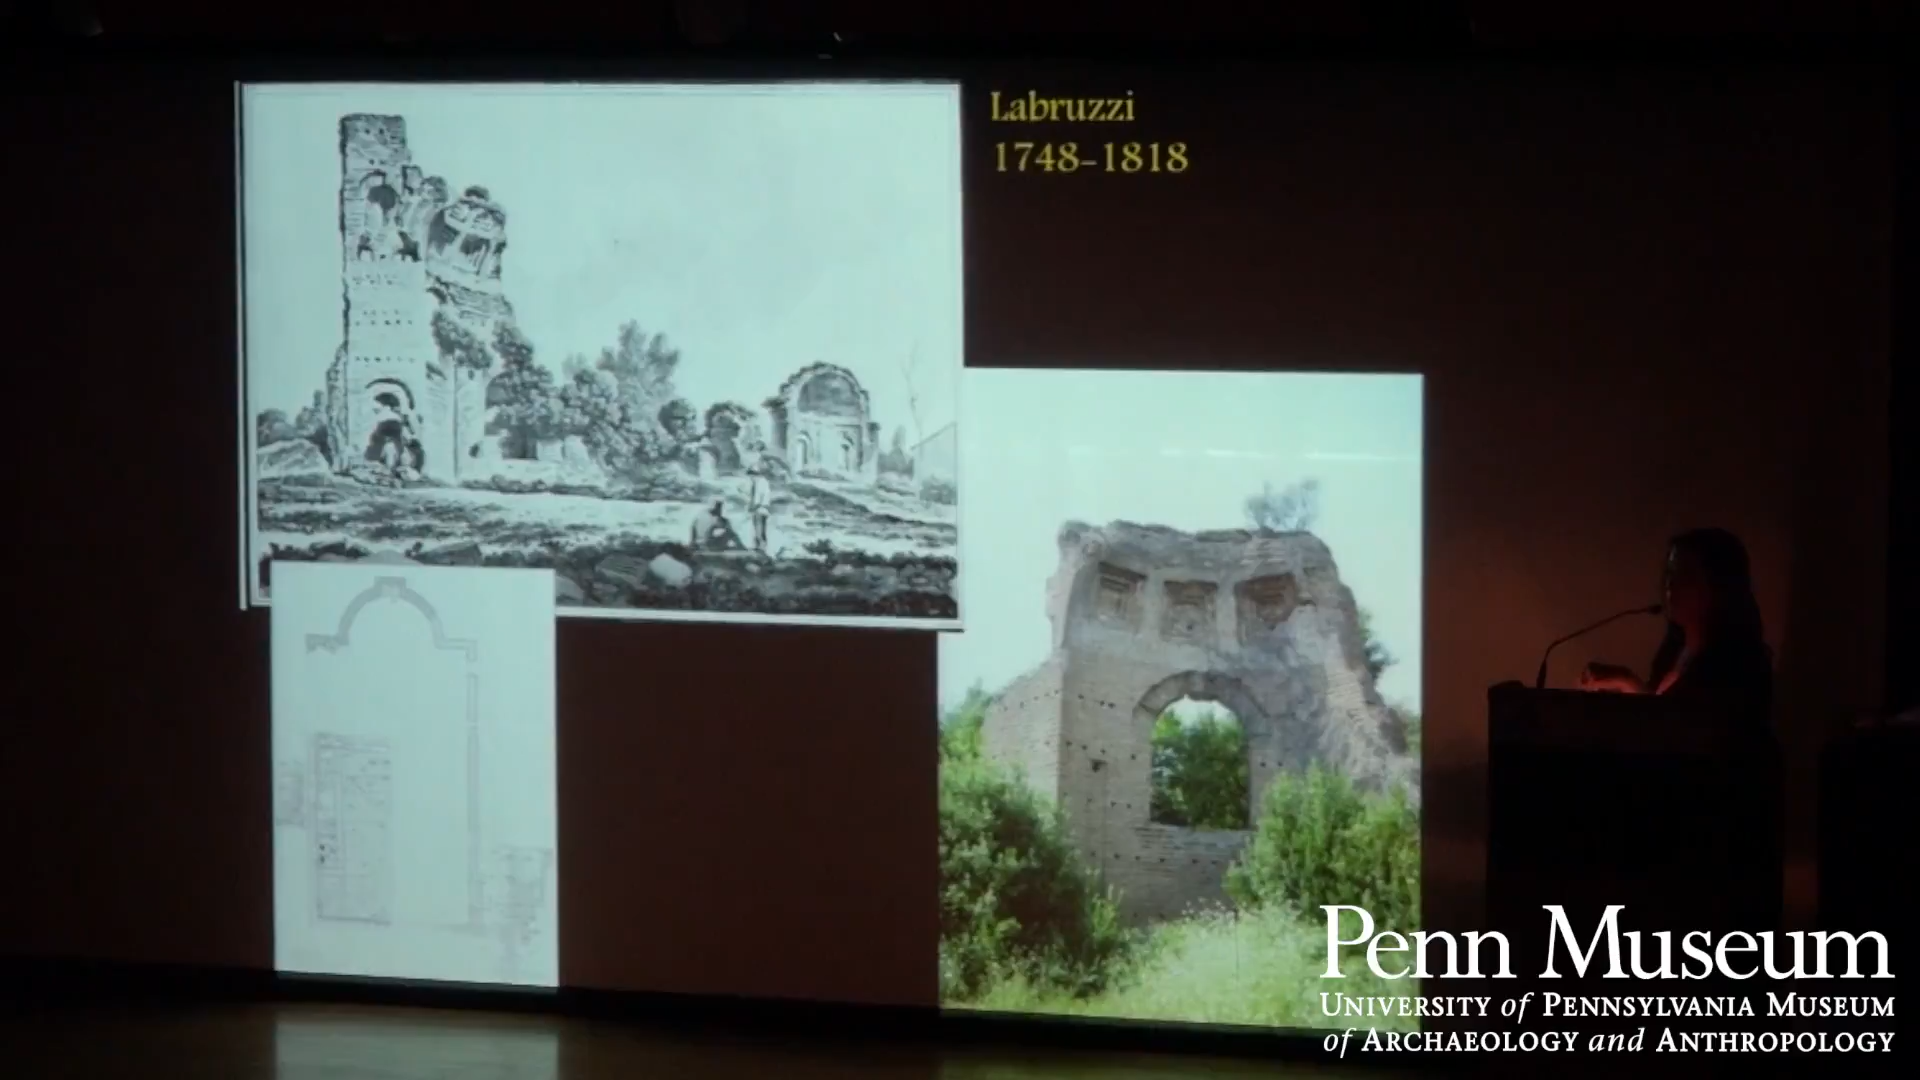 Labruzzi
1748-1818
Penn Museum
UNIVERSITY of PENNSYLVANIA MUSEUM
of ARCHAEOLOGY and ANTHROPOLOGY